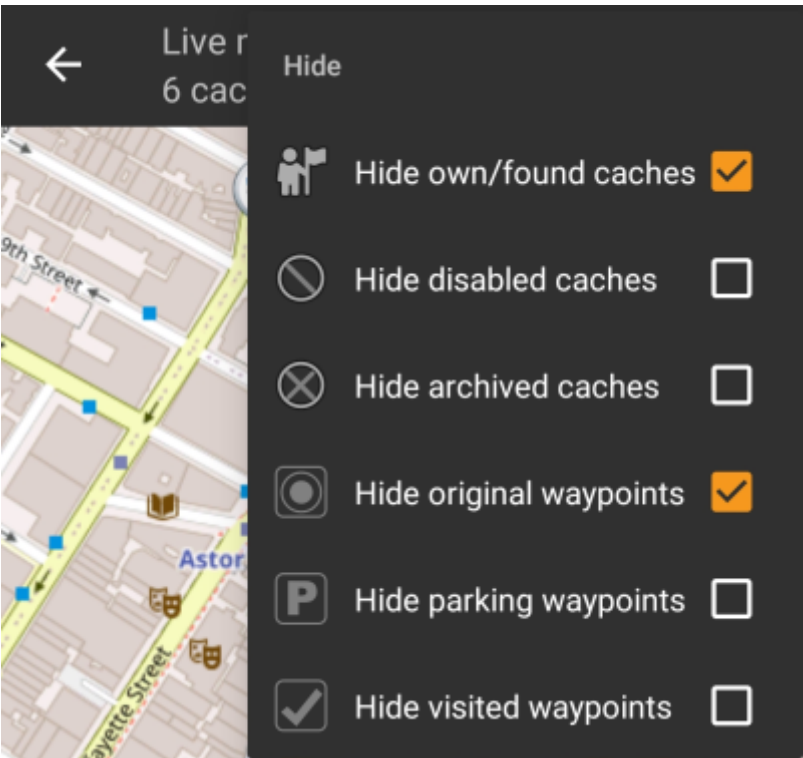 Live
6 cac
Hide
Hide own/found caches
Hide disabled caches
Hide archived caches
Hide original waypoints
P
Hide parking waypoints
Hide visited waypoints
9th Street
Astor
ayette Street